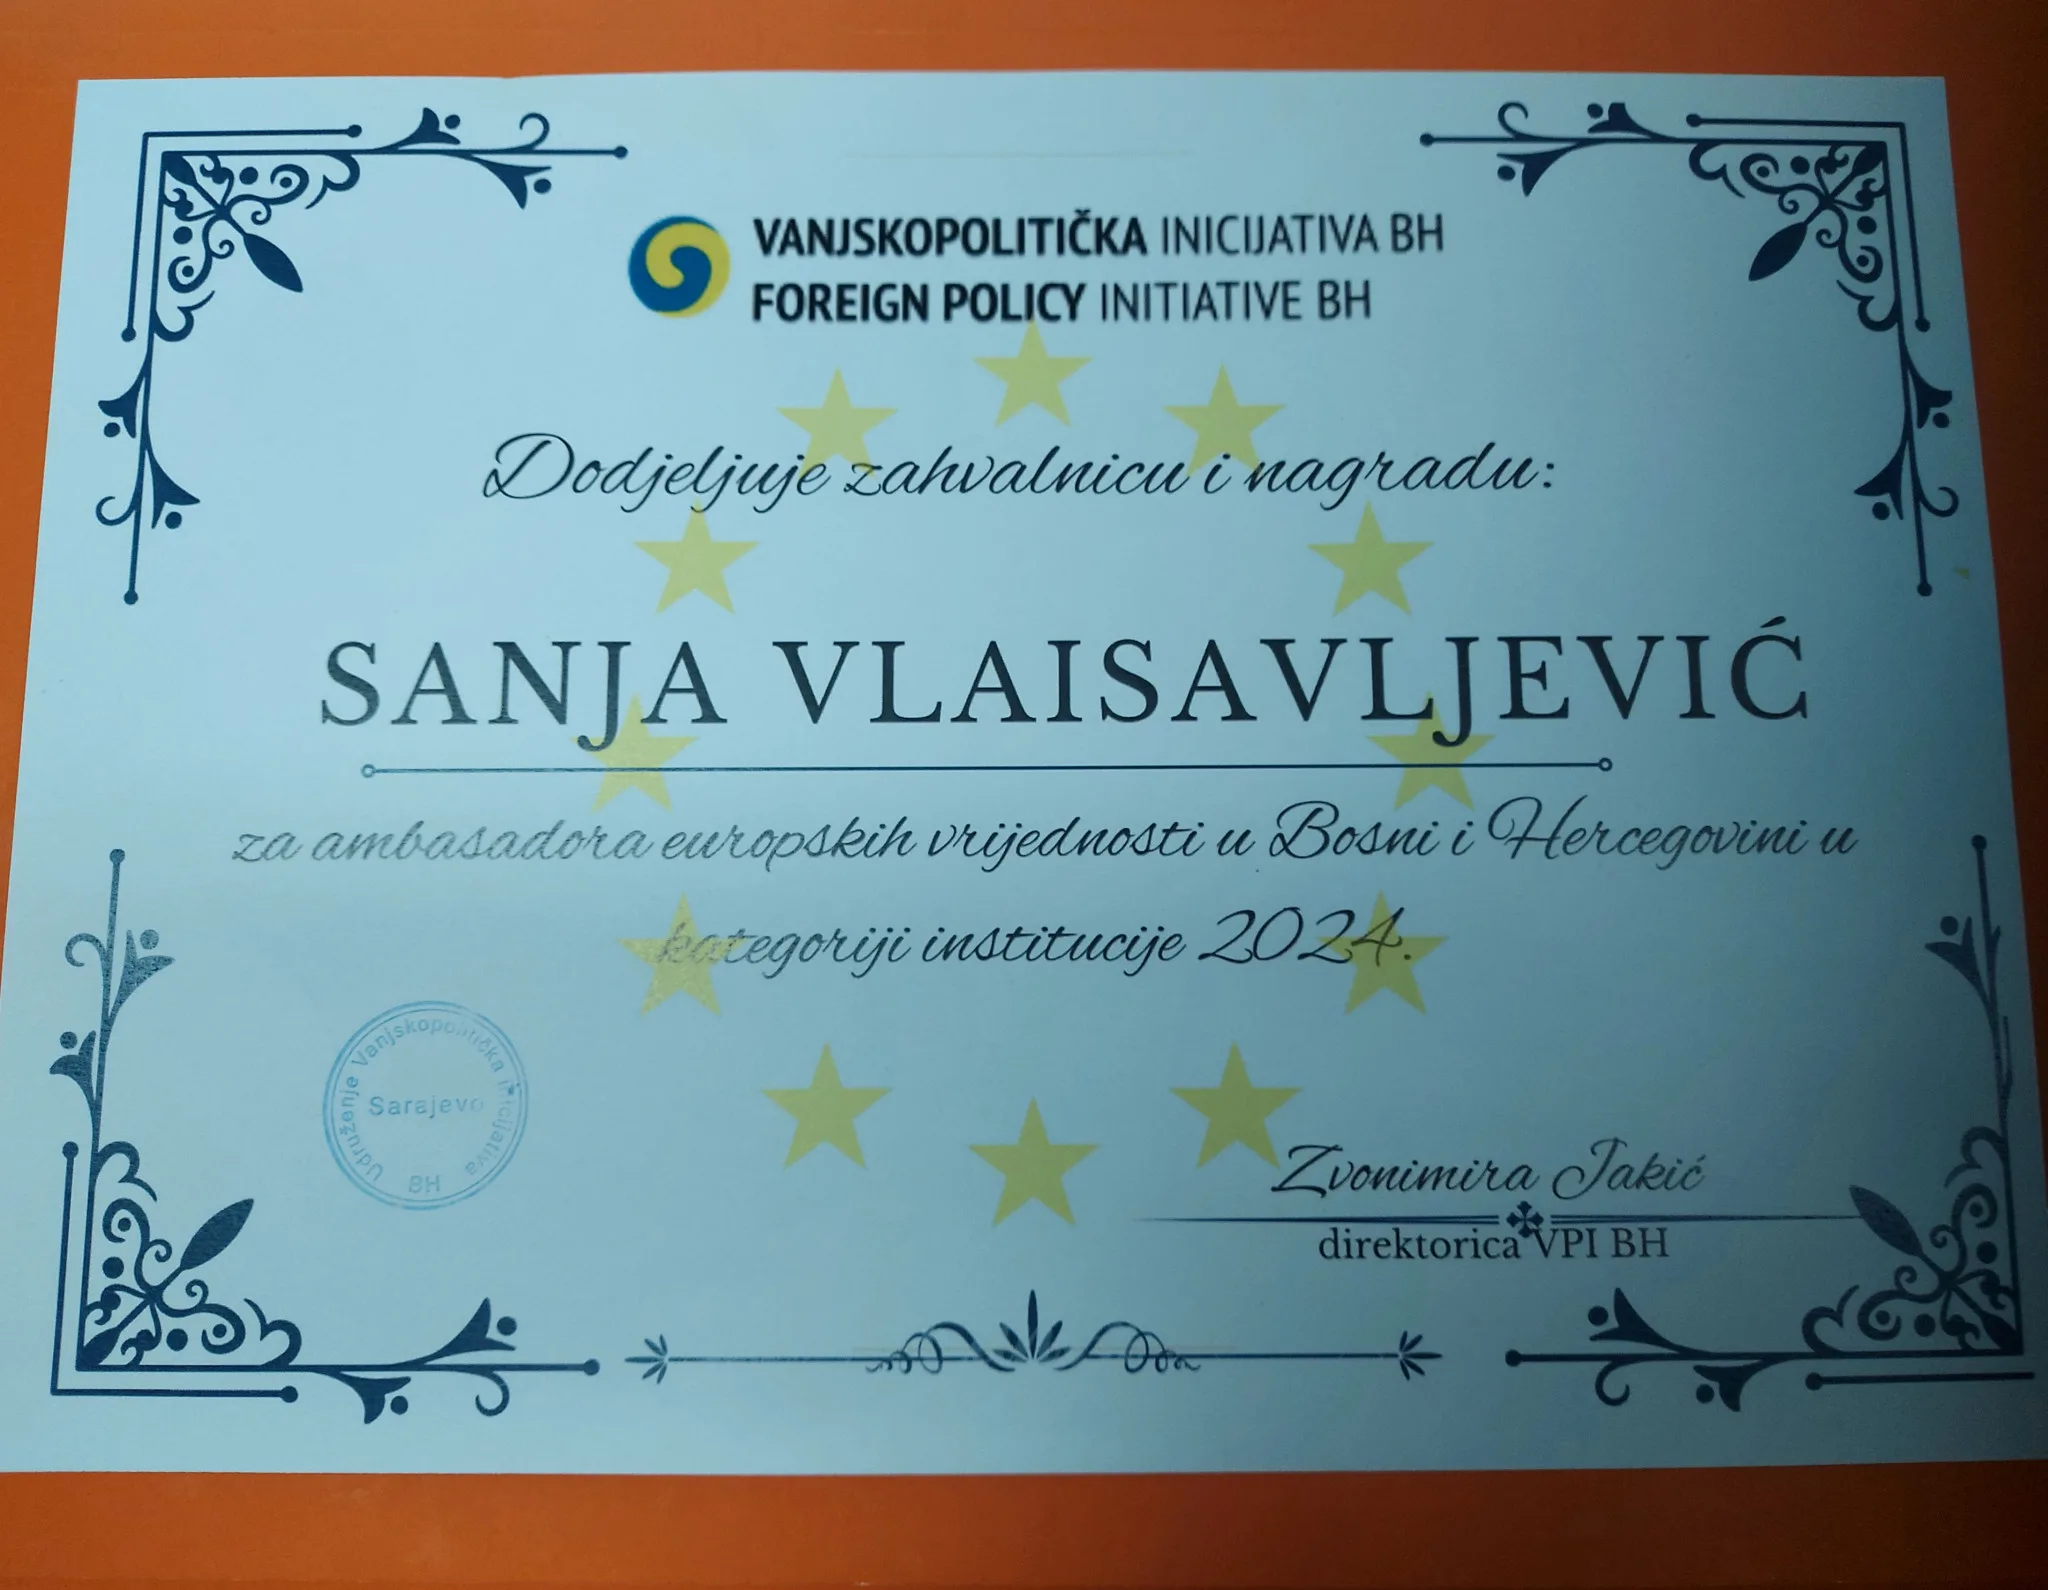 VANJSKOPOLITIČKA INICIJATIVA BH
FOREIGN POLICY INITIATIVE BH
Dodjeljuje zahvalnicu i nagradu:
SANJA VLAISAVLJEVIĆ
za ambasadora europskih vrijednosti u Bosni i Hercegovini u
kategoriji institucije 2024.
Udruženje Vanjskopolitička inicijativa
Sarajevo
BH
Zvonimira Jakić
direktorica VPI BH